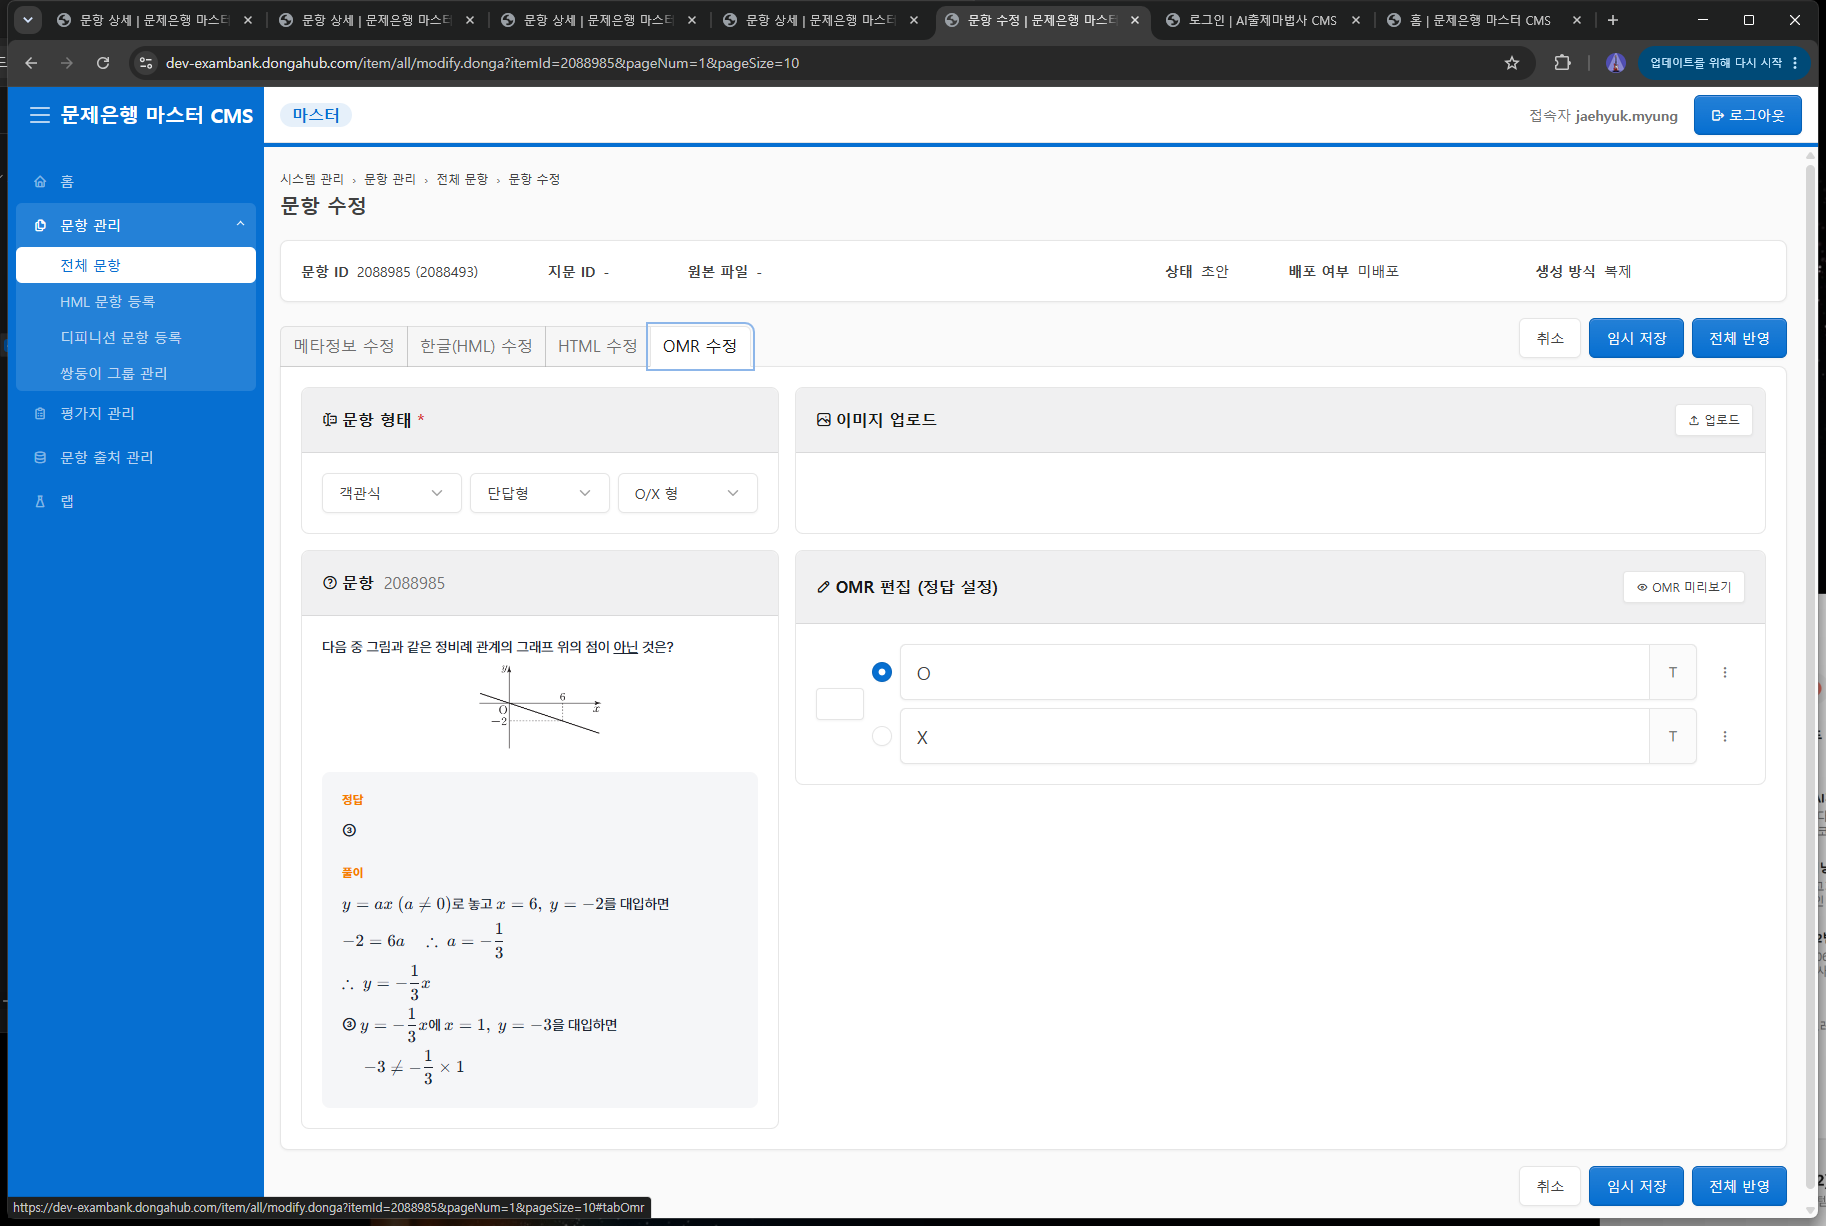 문항 상세 | 문제은행 마스터
문항 상세 | 문제은행 마스터
문항 상세 | 문제은행 마스터
문항 상세 | 문제은행 마스터
문항 수정 | 문제은행 마스터
로그인 | AI출제마법사 CMS
홈 | 문제은행 마스터 CMS
dev-exambank.dongahub.com/item/all/modify.donga?itemId=2088985&pageNum=1&pageSize=10
업데이트를 위해 다시 시작
문제은행 마스터 CMS
마스터
접속자 jaehyuk.myung
로그아웃
홈
문항 관리
전체 문항
HML 문항 등록
디피니션 문항 등록
쌍둥이 그룹 관리
평가지 관리
문항 출처 관리
랩
시스템 관리 › 문항 관리 › 전체 문항 › 문항 수정
문항 수정
문항 ID 2088985 (2088493)
지문 ID -
원본 파일 -
상태 초안
배포 여부 미배포
생성 방식 복제
메타정보 수정
한글(HML) 수정
HTML 수정
OMR 수정
취소
임시 저장
전체 반영
문항 형태 *
객관식
단답형
O/X 형
이미지 업로드
업로드
문항 2088985
다음 중 그림과 같은 정비례 관계의 그래프 위의 점이 아닌 것은?
y
6
O
x
−2
정답
③
풀이
y = ax (a ≠ 0)로 놓고 x = 6, y = −2를 대입하면
−2 = 6a ∴ a = −1/3
∴ y = −1/3x
③ y = −1/3x에 x = 1, y = −3을 대입하면
−3 ≠ −1/3 × 1
OMR 편집 (정답 설정)
OMR 미리보기
O
T
X
T
취소
임시 저장
전체 반영
https://dev-exambank.dongahub.com/item/all/modify.donga?itemId=2088985&pageNum=1&pageSize=10#tabOmr